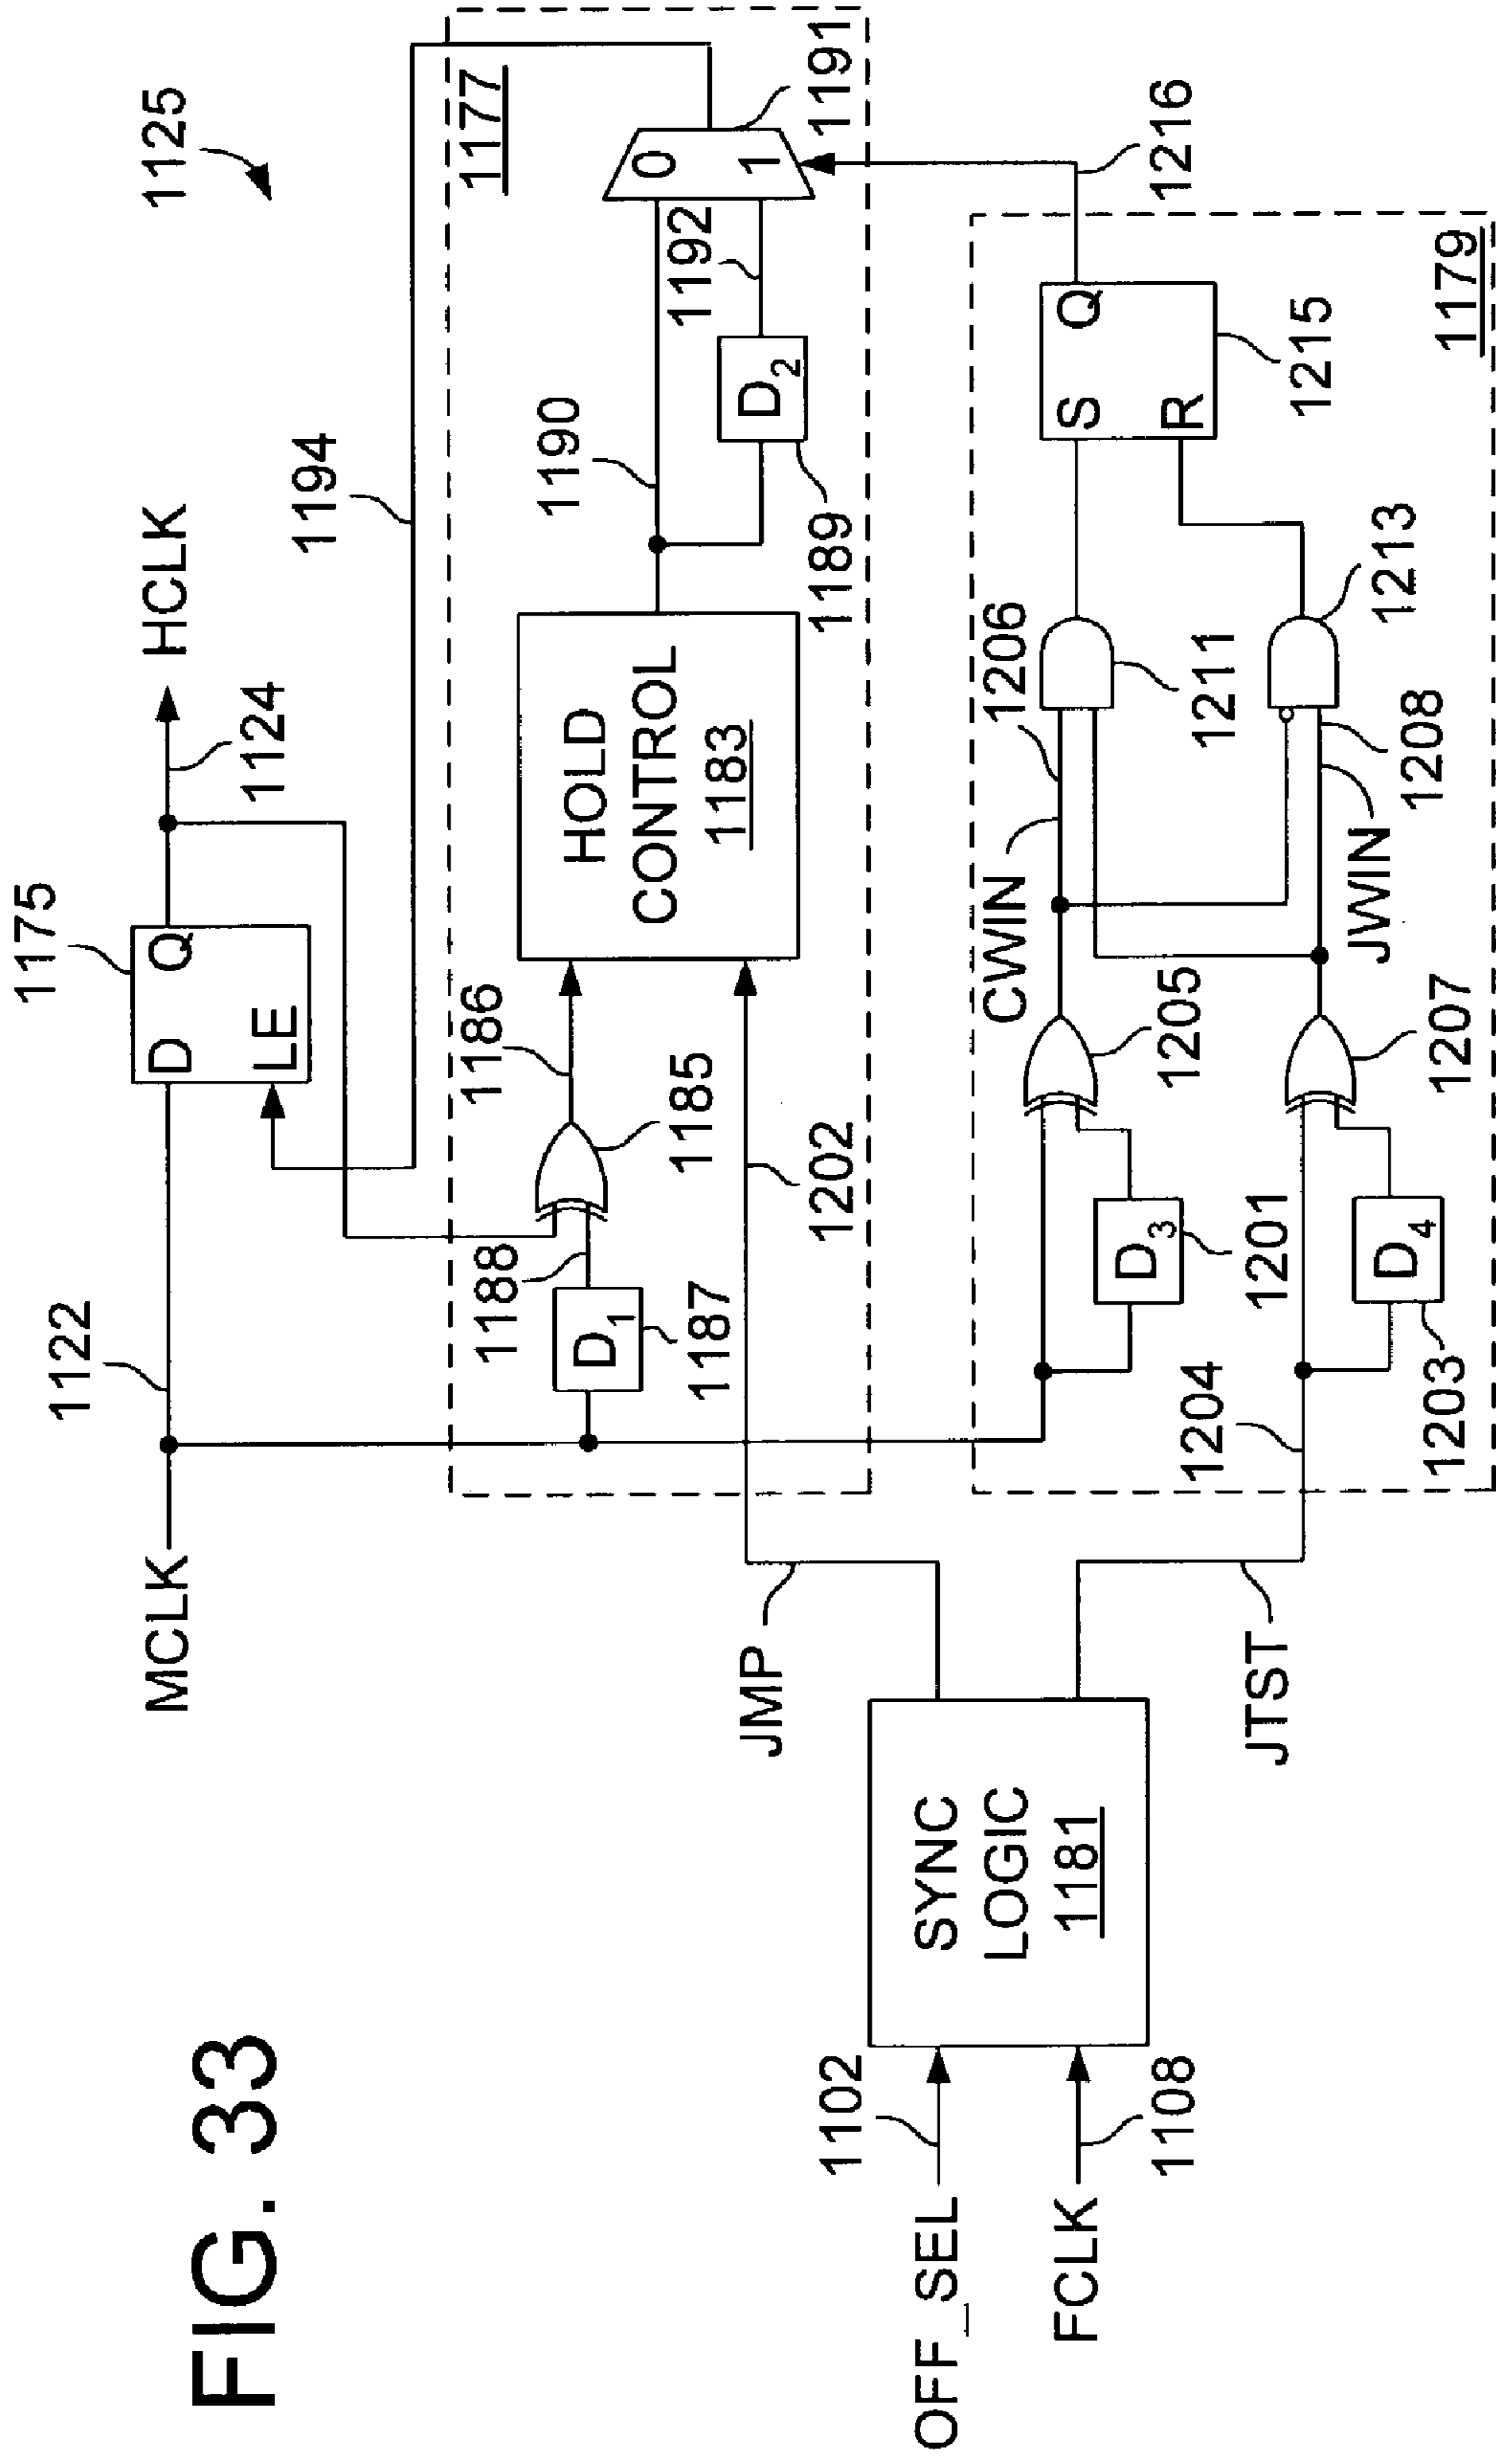 FIG. 33
1125
MCLK
1122
1175
D
Q
LE
HCLK
1124
1194
1177
D1
1187
1188
1185
1186
HOLD
CONTROL
1183
1190
D2
1189
1192
0
1
1191
JMP
1202
OFF_SEL
1102
FCLK
1108
SYNC
LOGIC
1181
JTST
1204
D3
1201
D4
1203
1205
1207
CWIN
1206
JWIN
1208
1211
1213
S
Q
R
1215
1216
1179